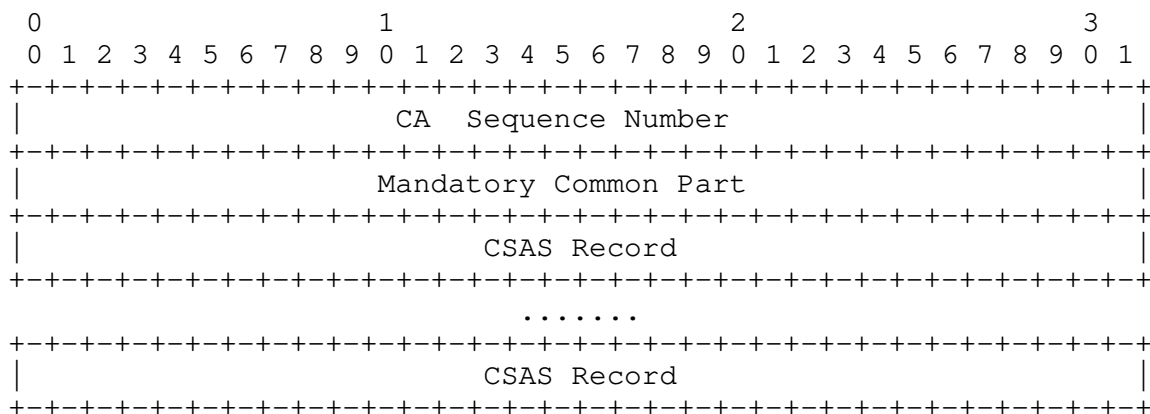 0                   1                   2                   3
 0 1 2 3 4 5 6 7 8 9 0 1 2 3 4 5 6 7 8 9 0 1 2 3 4 5 6 7 8 9 0 1
+-+-+-+-+-+-+-+-+-+-+-+-+-+-+-+-+-+-+-+-+-+-+-+-+-+-+-+-+-+-+-+-+
|                    CA  Sequence Number                        |
+-+-+-+-+-+-+-+-+-+-+-+-+-+-+-+-+-+-+-+-+-+-+-+-+-+-+-+-+-+-+-+-+
|                   Mandatory Common Part                       |
+-+-+-+-+-+-+-+-+-+-+-+-+-+-+-+-+-+-+-+-+-+-+-+-+-+-+-+-+-+-+-+-+
|                         CSAS Record                           |
+-+-+-+-+-+-+-+-+-+-+-+-+-+-+-+-+-+-+-+-+-+-+-+-+-+-+-+-+-+-+-+-+
                            .......
+-+-+-+-+-+-+-+-+-+-+-+-+-+-+-+-+-+-+-+-+-+-+-+-+-+-+-+-+-+-+-+-+
|                         CSAS Record                           |
+-+-+-+-+-+-+-+-+-+-+-+-+-+-+-+-+-+-+-+-+-+-+-+-+-+-+-+-+-+-+-+-+